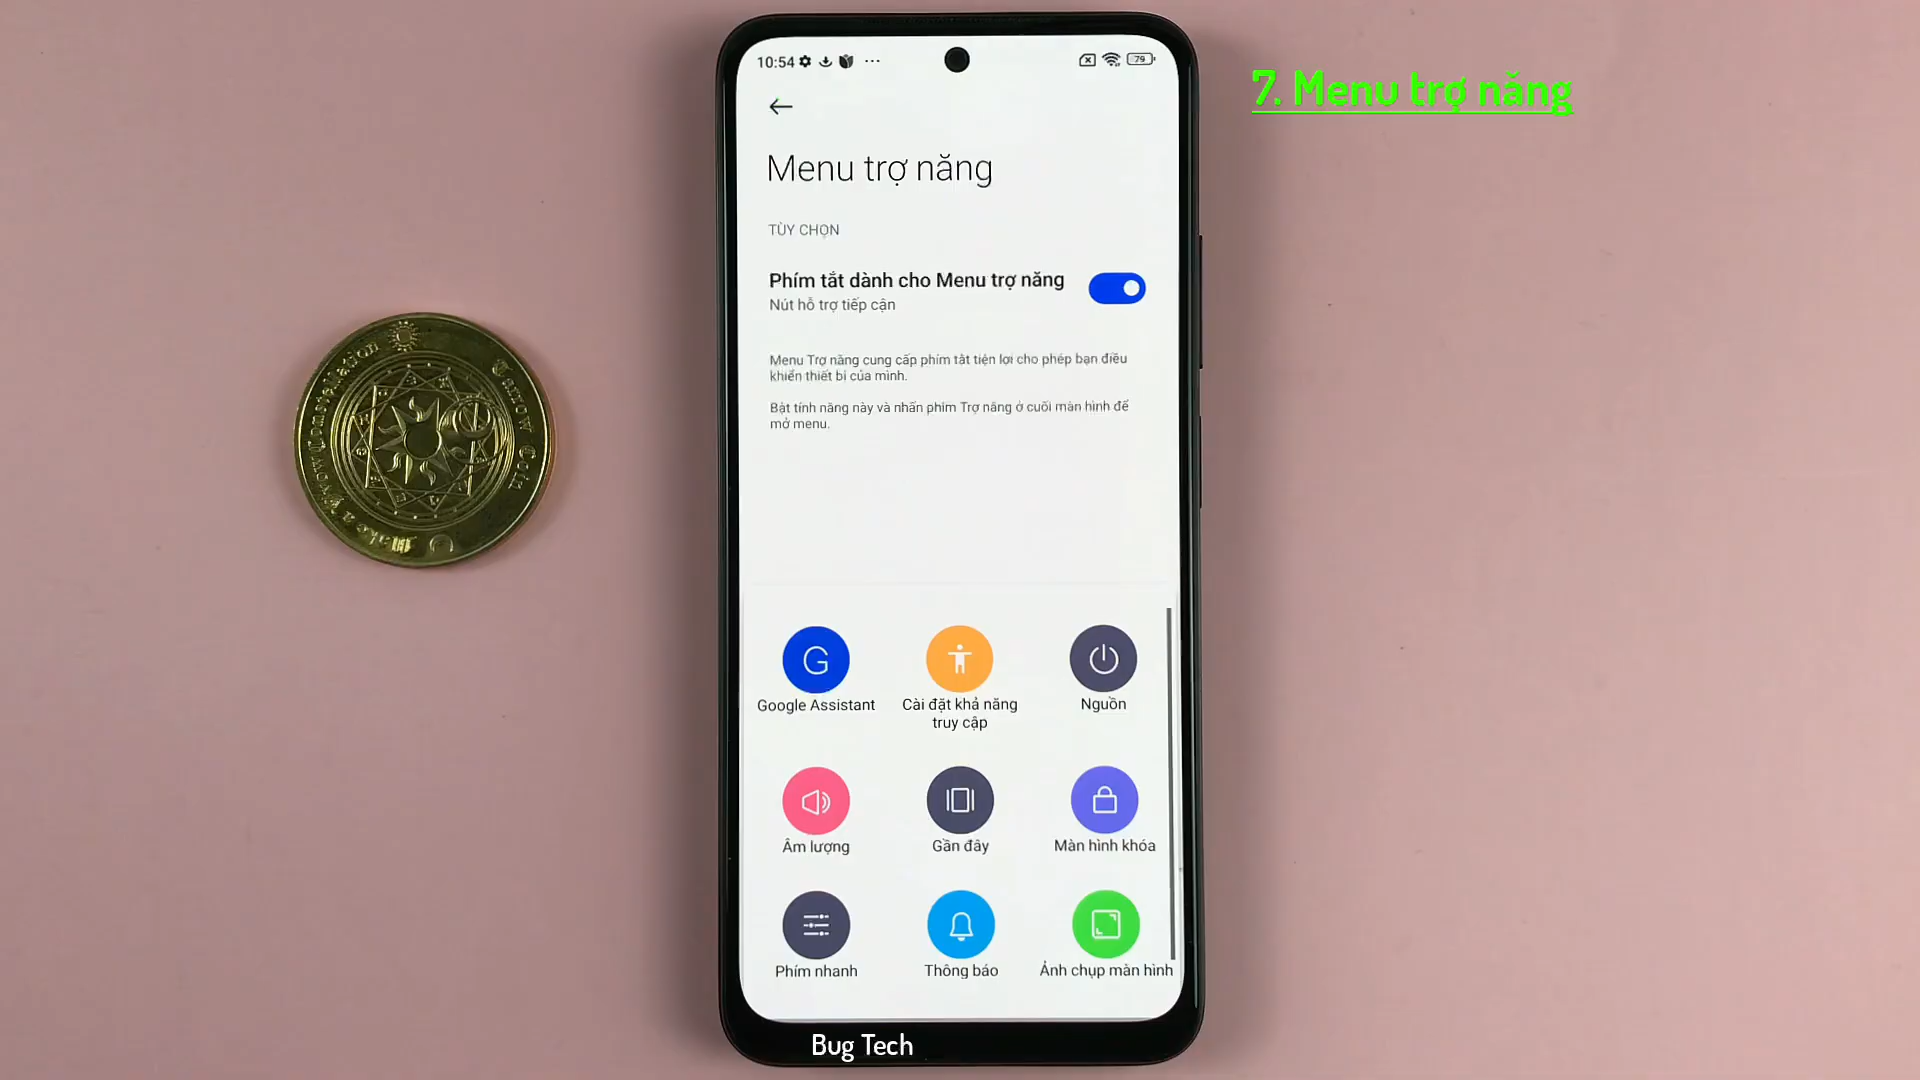 7. Menu trợ năng
10:54
79
Menu trợ năng
TÙY CHỌN
Phím tắt dành cho Menu trợ năng
Nút hỗ trợ tiếp cận
Menu Trợ năng cung cấp phím tắt tiện lợi cho phép bạn điều
khiển thiết bị của mình.
Bật tính năng này và nhấn phím Trợ năng ở cuối màn hình để
mở menu.
Google Assistant
Cài đặt khả năng
truy cập
Nguồn
Âm lượng
Gần đây
Màn hình khóa
Phím nhanh
Thông báo
Ảnh chụp màn hình
Bug Tech
Constellation
Tarrow Coin